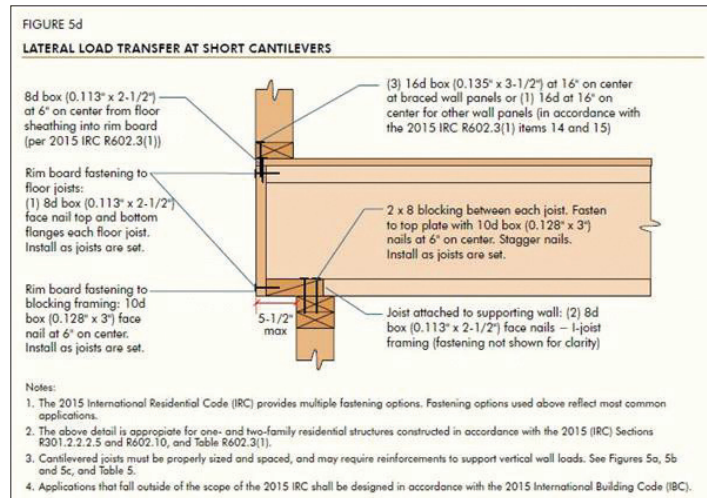 FIGURE 5d
LATERAL LOAD TRANSFER AT SHORT CANTILEVERS
8d box (0.113" x 2-1/2")
at 6" on center from floor
sheathing into rim board
(per 2015 IRC R602.3(1))
Rim board fastening to
floor joists:
(1) 8d box (0.113" x 2-1/2")
face nail top and bottom
flanges each floor joist.
Install as joists are set.
Rim board fastening to
blocking framing: 10d
box (0.128" x 3") face
nail at 6" on center.
Install as joists are set.
(3) 16d box (0.135" x 3-1/2") at 16" on center
at braced wall panels or (1) 16d at 16" on
center for other wall panels (in accordance with
the 2015 IRC R602.3(1) items 14 and 15)
2 x 8 blocking between each joist. Fasten
to top plate with 10d box (0.128" x 3")
nails at 6" on center. Stagger nails.
Install as joists are set.
5-1/2"
max
Joist attached to supporting wall: (2) 8d
box (0.113" x 2-1/2") face nails – I-joist
framing (fastening not shown for clarity)
Notes:
1. The 2015 International Residential Code (IRC) provides multiple fastening options. Fastening options used above reflect most common
applications.
2. The above detail is appropiate for one- and two-family residential structures constructed in accordance with the 2015 (IRC) Sections
R301.2.2.2.5 and R602.10, and Table R602.3(1).
3. Cantilevered joists must be properly sized and spaced, and may require reinforcements to support vertical wall loads. See Figures 5a, 5b
and 5c, and Table 5.
4. Applications that fall outside of the scope of the 2015 IRC shall be designed in accordance with the 2015 International Building Code (IBC).